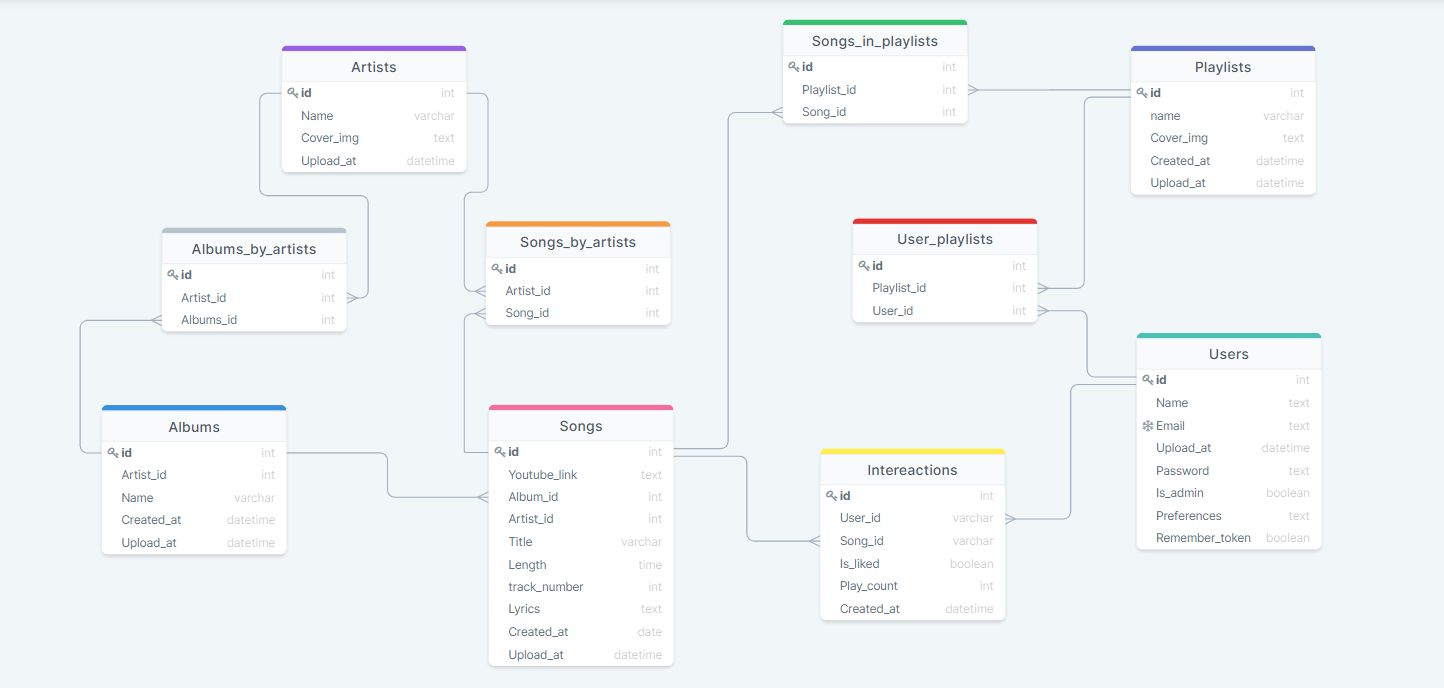 Artists
id int
Name varchar
Cover_img text
Upload_at datetime
Songs_in_playlists
id int
Playlist_id int
Song_id int
Playlists
id int
name varchar
Cover_img text
Created_at datetime
Upload_at datetime
Albums_by_artists
id int
Artist_id int
Albums_id int
Songs_by_artists
id int
Artist_id int
Song_id int
User_playlists
id int
Playlist_id int
User_id int
Users
id int
Name text
Email text
Upload_at datetime
Password text
Is_admin boolean
Preferences text
Remember_token boolean
Albums
id int
Artist_id int
Name varchar
Created_at datetime
Upload_at datetime
Songs
id int
Youtube_link text
Album_id int
Artist_id int
Title varchar
Length time
track_number int
Lyrics text
Created_at date
Upload_at datetime
Intereactions
id int
User_id varchar
Song_id varchar
Is_liked boolean
Play_count int
Created_at datetime